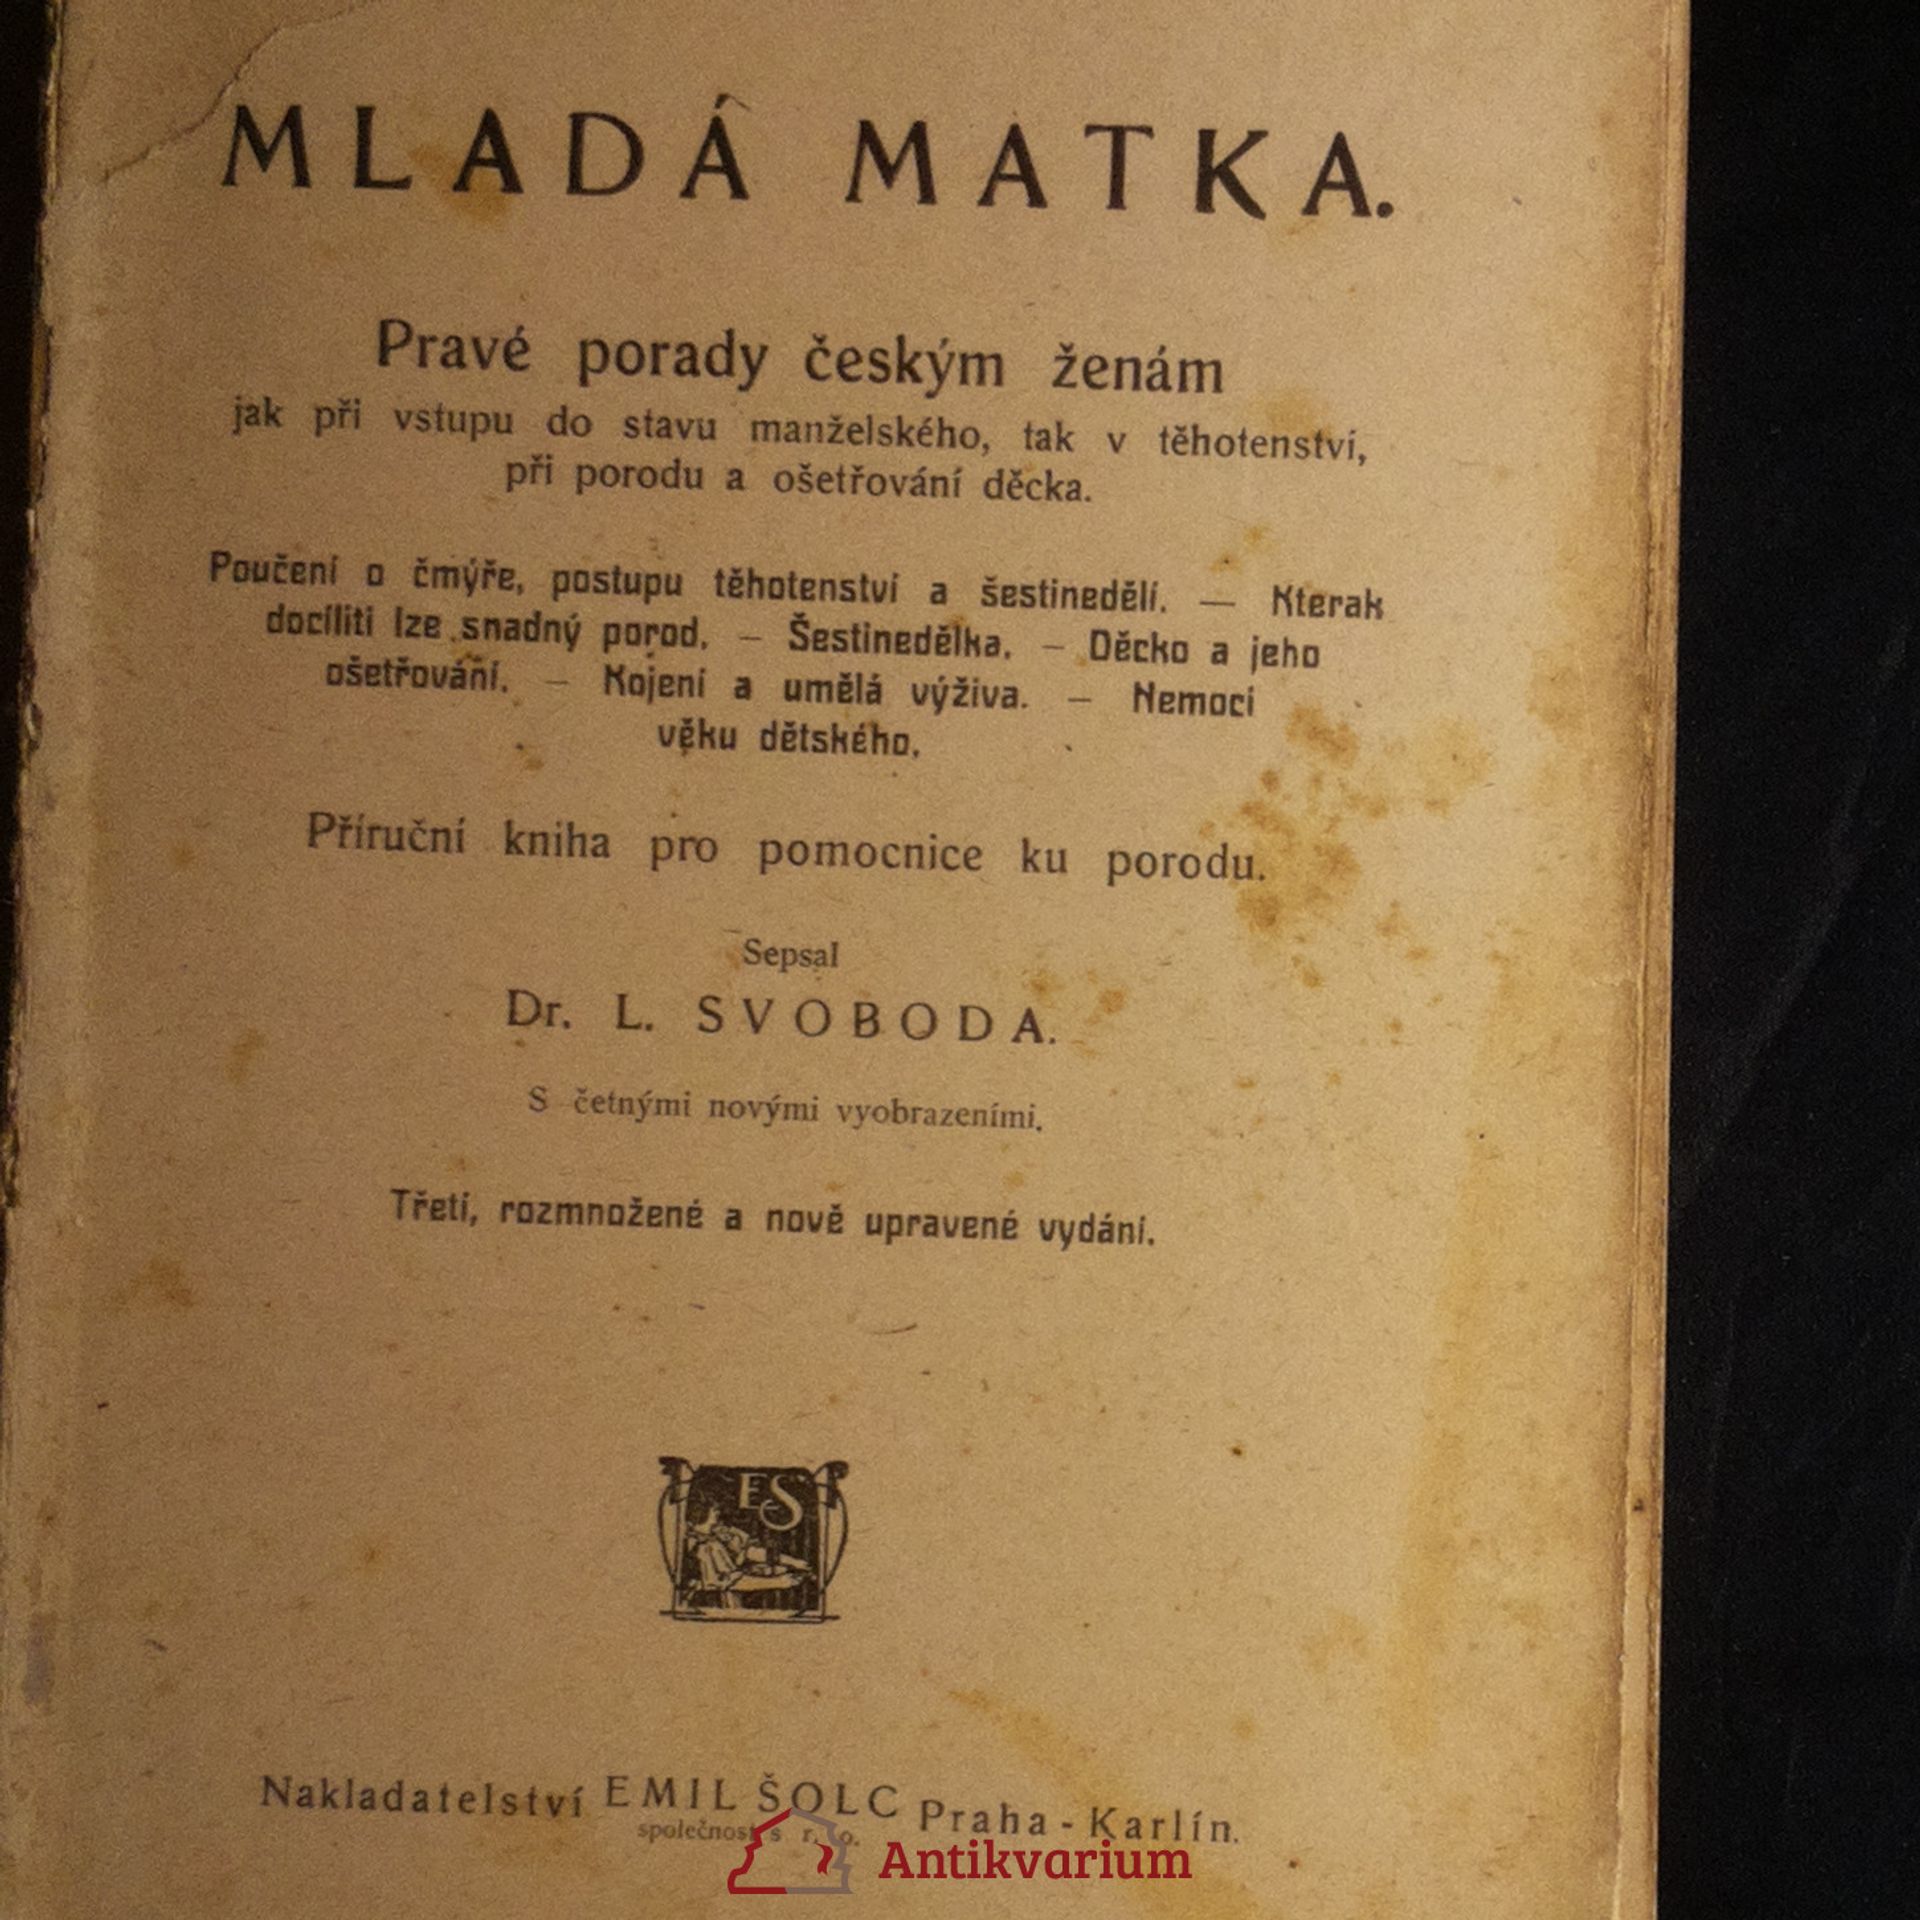 MLADÁ MATKA.
Pravé porady českým ženám
jak při vstupu do stavu manželského, tak v těhotenství,
při porodu a ošetřování děcka.
Poučení o čmýře, postupu těhotenství a šestinedělí. — Kterak
docíliti lze snadný porod. — Šestinedělka. — Děcko a jeho
ošetřování. — Kojení a umělá výživa. — Nemoci
věku dětského.
Příruční kniha pro pomocnice ku porodu.
Sepsal
Dr. L. SVOBODA.
S četnými novými vyobrazeními.
Třetí, rozmnožené a nově upravené vydání.
ES
Nakladatelství EMIL ŠOLC Praha - Karlín.
společnost s r. o.
Antikvarium